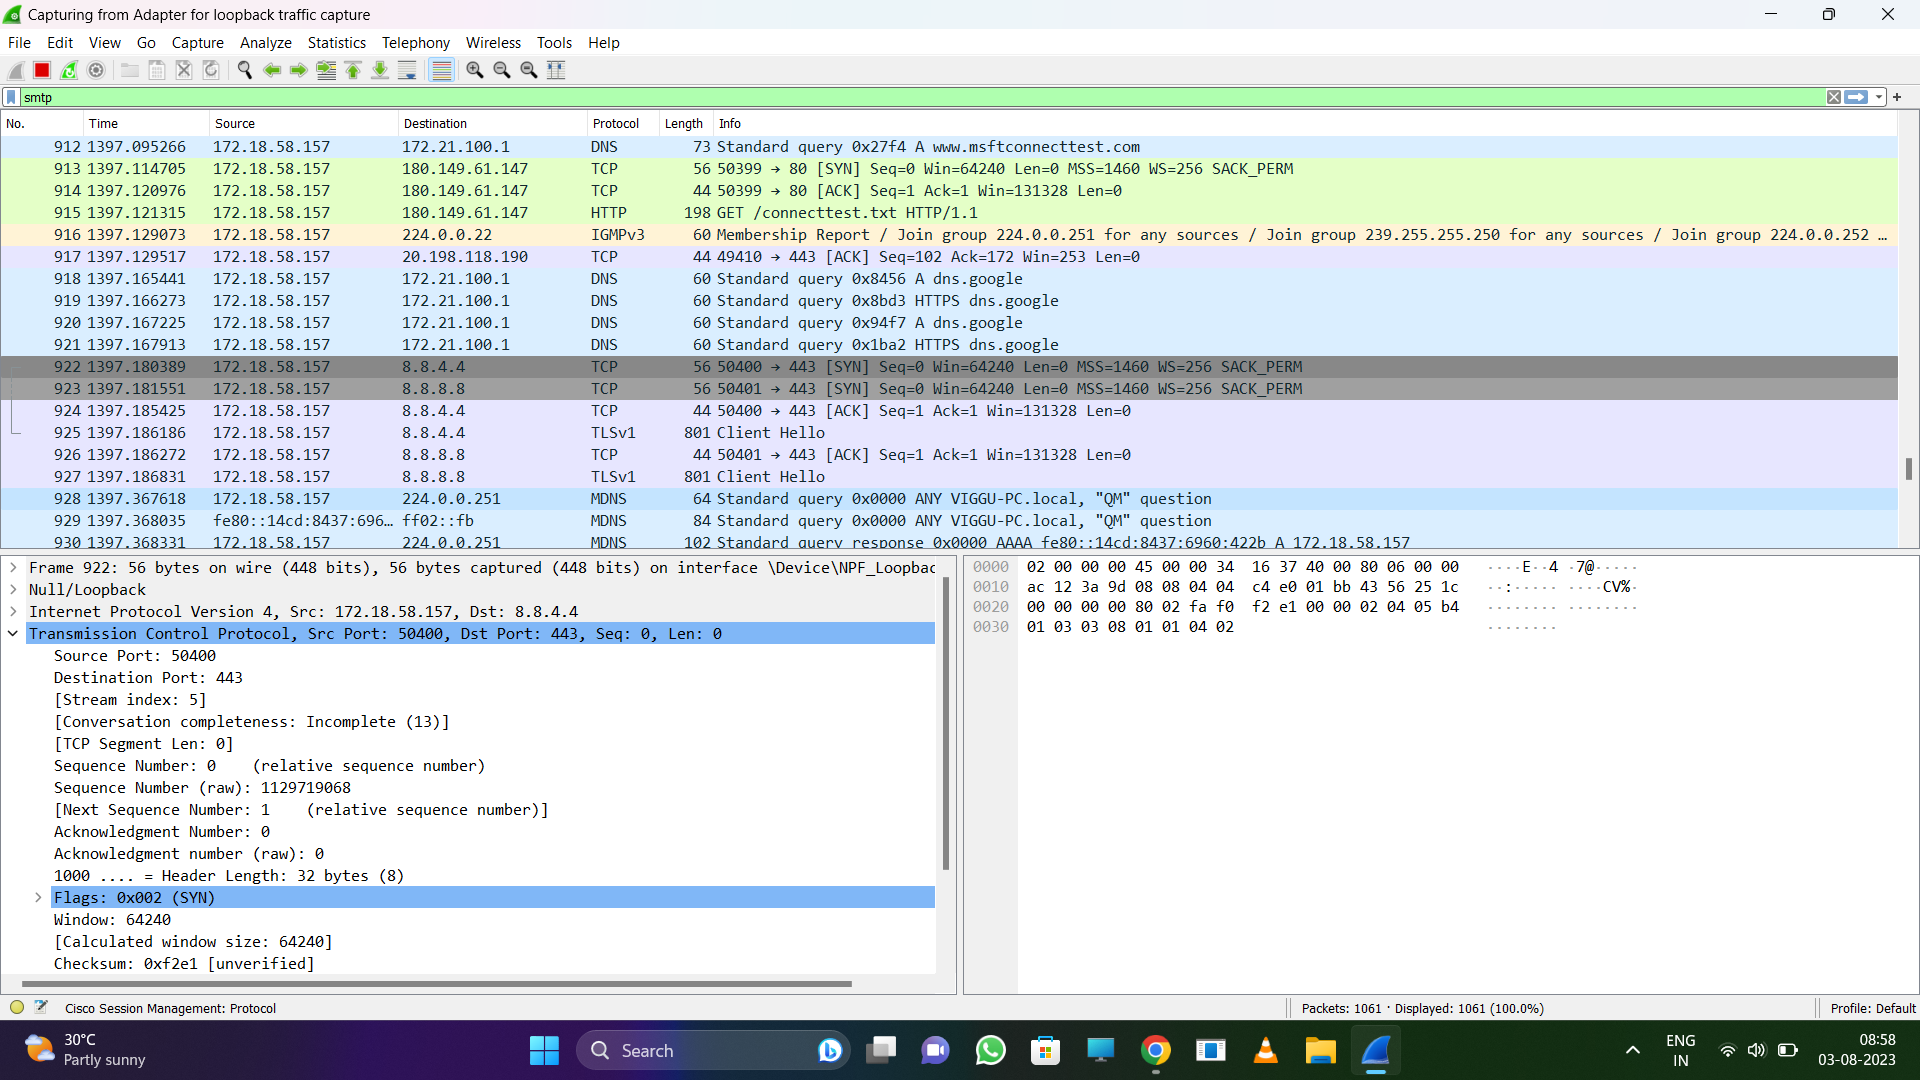 Capturing from Adapter for loopback traffic capture
File Edit View Go Capture Analyze Statistics Telephony Wireless Tools Help
smtp
No. Time Source Destination Protocol Length Info
912 1397.095266 172.18.58.157 172.21.100.1 DNS 73 Standard query 0x27f4 A www.msftconnecttest.com
913 1397.114705 172.18.58.157 180.149.61.147 TCP 56 50399 → 80 [SYN] Seq=0 Win=64240 Len=0 MSS=1460 WS=256 SACK_PERM
914 1397.120976 172.18.58.157 180.149.61.147 TCP 44 50399 → 80 [ACK] Seq=1 Ack=1 Win=131328 Len=0
915 1397.121315 172.18.58.157 180.149.61.147 HTTP 198 GET /connecttest.txt HTTP/1.1
916 1397.129073 172.18.58.157 224.0.0.22 IGMPv3 60 Membership Report / Join group 224.0.0.251 for any sources / Join group 239.255.255.250 for any sources / Join group 224.0.0.252 …
917 1397.129517 172.18.58.157 20.198.118.190 TCP 44 49410 → 443 [ACK] Seq=102 Ack=172 Win=253 Len=0
918 1397.165441 172.18.58.157 172.21.100.1 DNS 60 Standard query 0x8456 A dns.google
919 1397.166273 172.18.58.157 172.21.100.1 DNS 60 Standard query 0x8bd3 HTTPS dns.google
920 1397.167225 172.18.58.157 172.21.100.1 DNS 60 Standard query 0x94f7 A dns.google
921 1397.167913 172.18.58.157 172.21.100.1 DNS 60 Standard query 0x1ba2 HTTPS dns.google
922 1397.180389 172.18.58.157 8.8.4.4 TCP 56 50400 → 443 [SYN] Seq=0 Win=64240 Len=0 MSS=1460 WS=256 SACK_PERM
923 1397.181551 172.18.58.157 8.8.8.8 TCP 56 50401 → 443 [SYN] Seq=0 Win=64240 Len=0 MSS=1460 WS=256 SACK_PERM
924 1397.185425 172.18.58.157 8.8.4.4 TCP 44 50400 → 443 [ACK] Seq=1 Ack=1 Win=131328 Len=0
925 1397.186186 172.18.58.157 8.8.4.4 TLSv1 801 Client Hello
926 1397.186272 172.18.58.157 8.8.8.8 TCP 44 50401 → 443 [ACK] Seq=1 Ack=1 Win=131328 Len=0
927 1397.186831 172.18.58.157 8.8.8.8 TLSv1 801 Client Hello
928 1397.367618 172.18.58.157 224.0.0.251 MDNS 64 Standard query 0x0000 ANY VIGGU-PC.local, "QM" question
929 1397.368035 fe80::14cd:8437:696… ff02::fb MDNS 84 Standard query 0x0000 ANY VIGGU-PC.local, "QM" question
930 1397.368331 172.18.58.157 224.0.0.251 MDNS 102 Standard query response 0x0000 AAAA fe80::14cd:8437:6960:422b A 172.18.58.157
Frame 922: 56 bytes on wire (448 bits), 56 bytes captured (448 bits) on interface \Device\NPF_Loopbac
Null/Loopback
Internet Protocol Version 4, Src: 172.18.58.157, Dst: 8.8.4.4
Transmission Control Protocol, Src Port: 50400, Dst Port: 443, Seq: 0, Len: 0
Source Port: 50400
Destination Port: 443
[Stream index: 5]
[Conversation completeness: Incomplete (13)]
[TCP Segment Len: 0]
Sequence Number: 0 (relative sequence number)
Sequence Number (raw): 1129719068
[Next Sequence Number: 1 (relative sequence number)]
Acknowledgment Number: 0
Acknowledgment number (raw): 0
1000 .... = Header Length: 32 bytes (8)
Flags: 0x002 (SYN)
Window: 64240
[Calculated window size: 64240]
Checksum: 0xf2e1 [unverified]
0000 02 00 00 00 45 00 00 34 16 37 40 00 80 06 00 00 ····E··4 ·7@·····
0010 ac 12 3a 9d 08 08 04 04 c4 e0 01 bb 43 56 25 1c ··:····· ····CV%·
0020 00 00 00 00 80 02 fa f0 f2 e1 00 00 02 04 05 b4 ········ ········
0030 01 03 03 08 01 01 04 02 ········
Cisco Session Management: Protocol
Packets: 1061 · Displayed: 1061 (100.0%)
Profile: Default
30°C
Partly sunny
Search
ENG
IN
08:58
03-08-2023